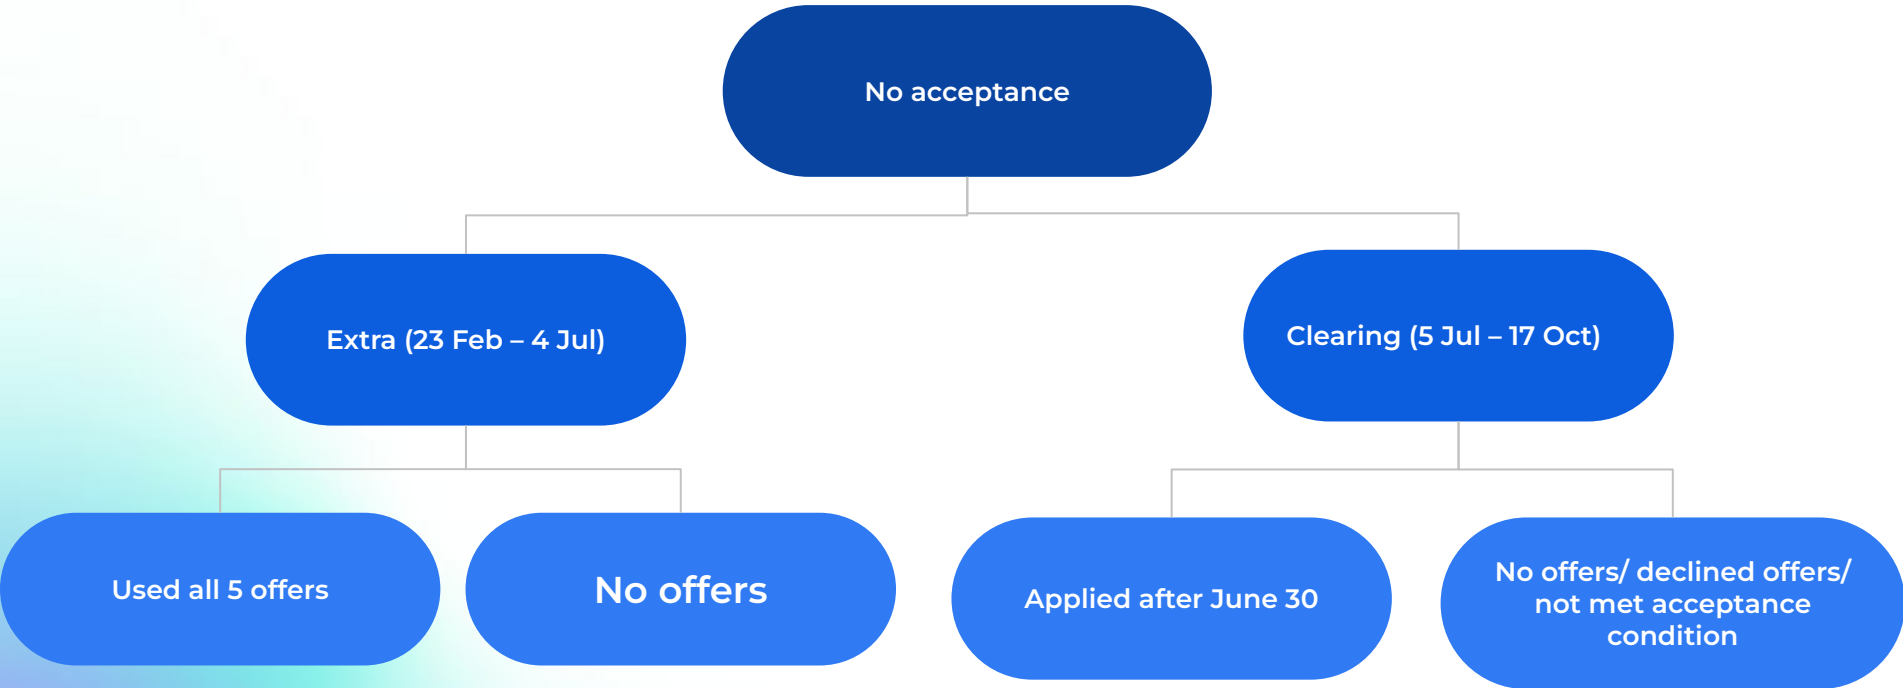 No acceptance
Extra (23 Feb – 4 Jul)
Clearing (5 Jul – 17 Oct)
Used all 5 offers
No offers
Applied after June 30
No offers/ declined offers/
not met acceptance
condition